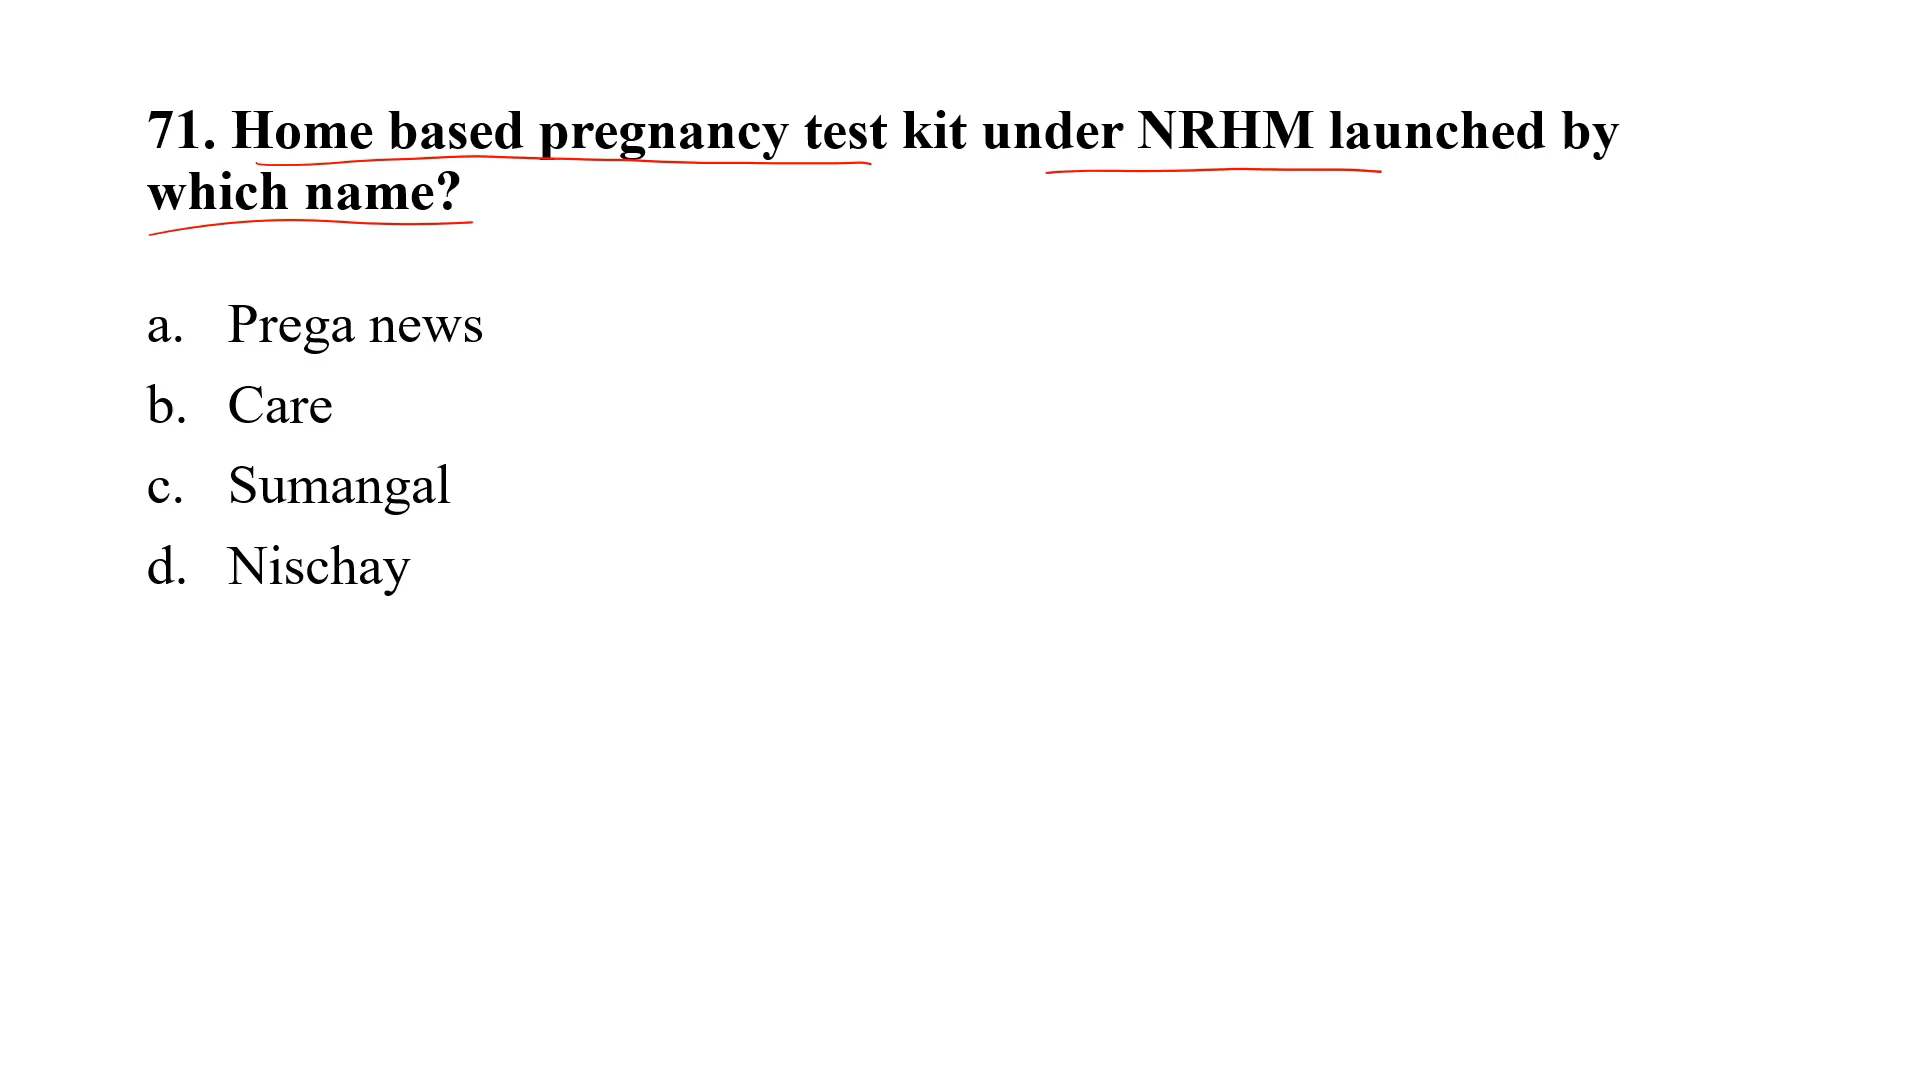 71. Home based pregnancy test kit under NRHM launched by
which name?
a. Prega news
b. Care
c. Sumangal
d. Nischay